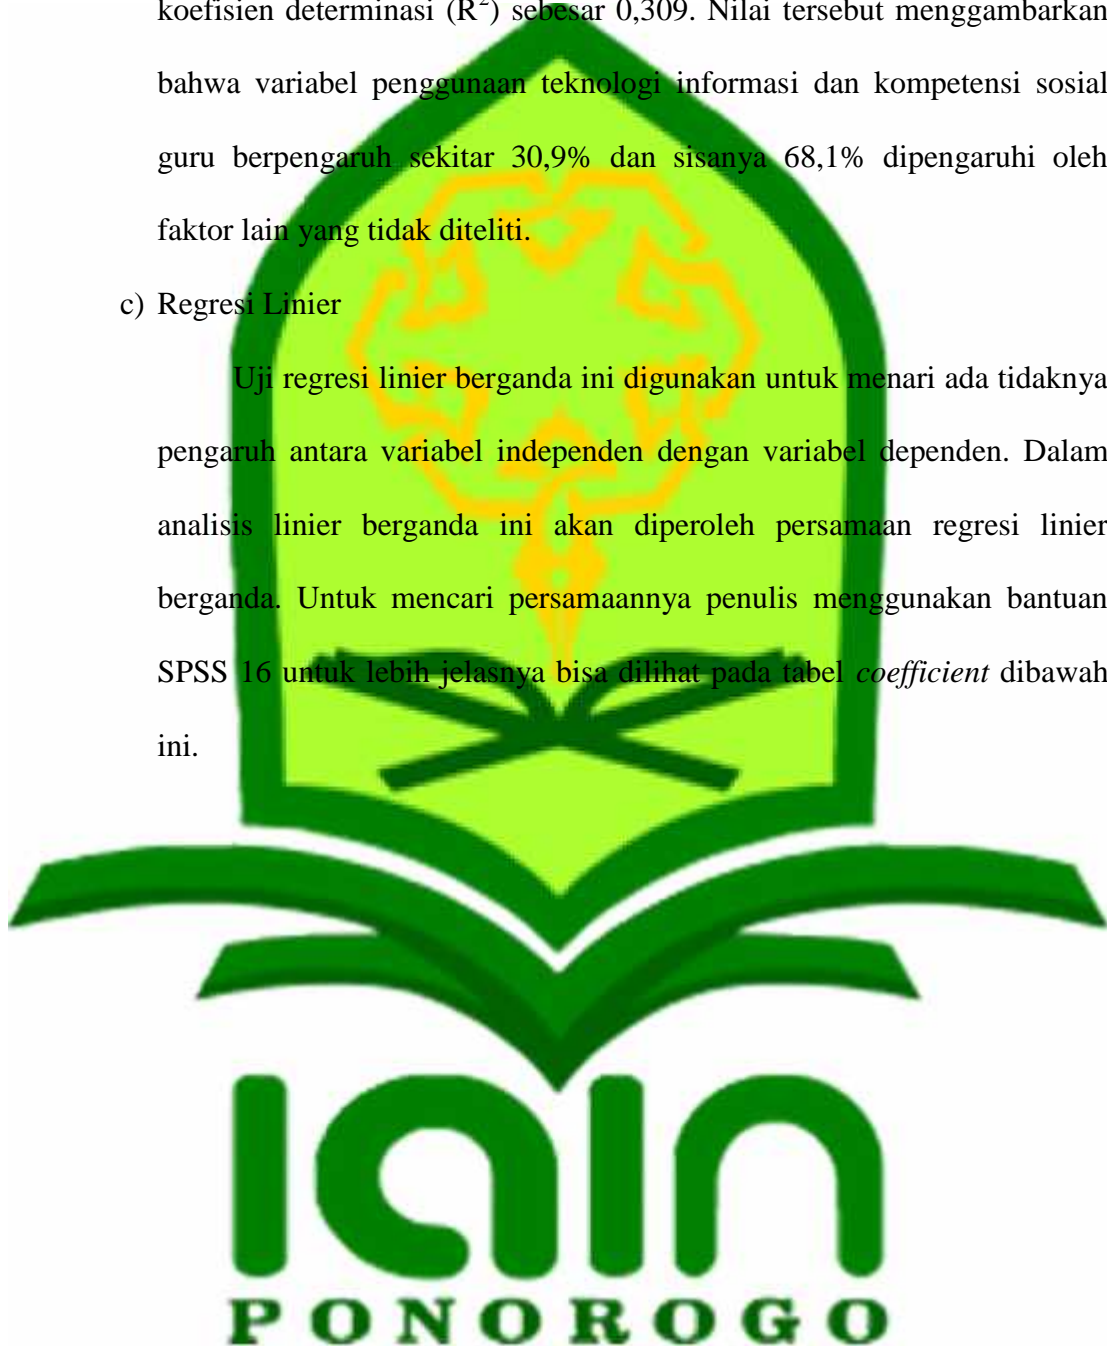 koefisien determinasi (R²) sebesar 0,309. Nilai tersebut menggambarkan
bahwa variabel penggunaan teknologi informasi dan kompetensi sosial
guru berpengaruh sekitar 30,9% dan sisanya 68,1% dipengaruhi oleh
faktor lain yang tidak diteliti.
c) Regresi Linier
Uji regresi linier berganda ini digunakan untuk menari ada tidaknya
pengaruh antara variabel independen dengan variabel dependen. Dalam
analisis linier berganda ini akan diperoleh persamaan regresi linier
berganda. Untuk mencari persamaannya penulis menggunakan bantuan
SPSS 16 untuk lebih jelasnya bisa dilihat pada tabel coefficient dibawah
ini.
iain
PONOROGO